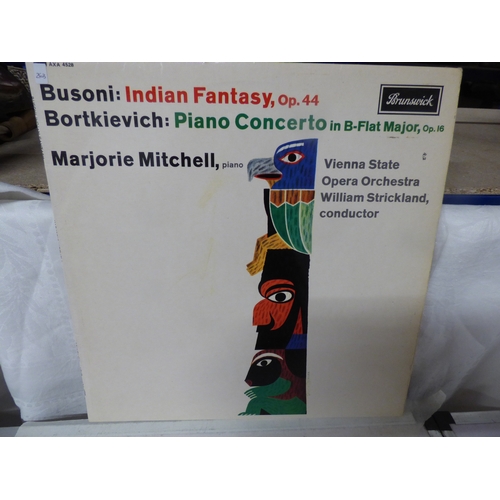 A.X.A. 4528
Busoni: Indian Fantasy, Op. 44
Brunswick
Bortkievich: Piano Concerto in B-Flat Major, Op. 16
Marjorie Mitchell, piano
Vienna State
Opera Orchestra
William Strickland,
conductor